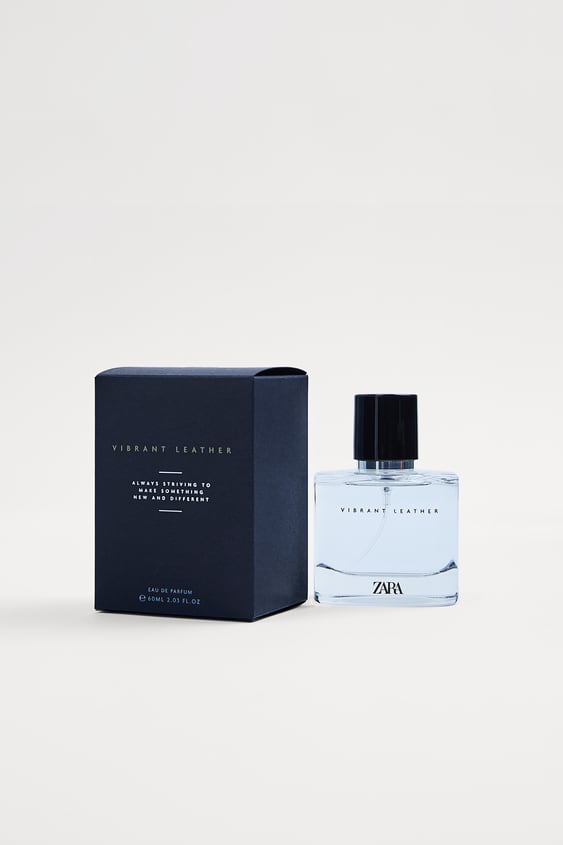 VIBRANT LEATHER
ALWAYS STRIVING TO
MAKE SOMETHING
NEW AND DIFFERENT
EAU DE PARFUM
℮ 60ML 2.03 FL.OZ
VIBRANT LEATHER
ZARA